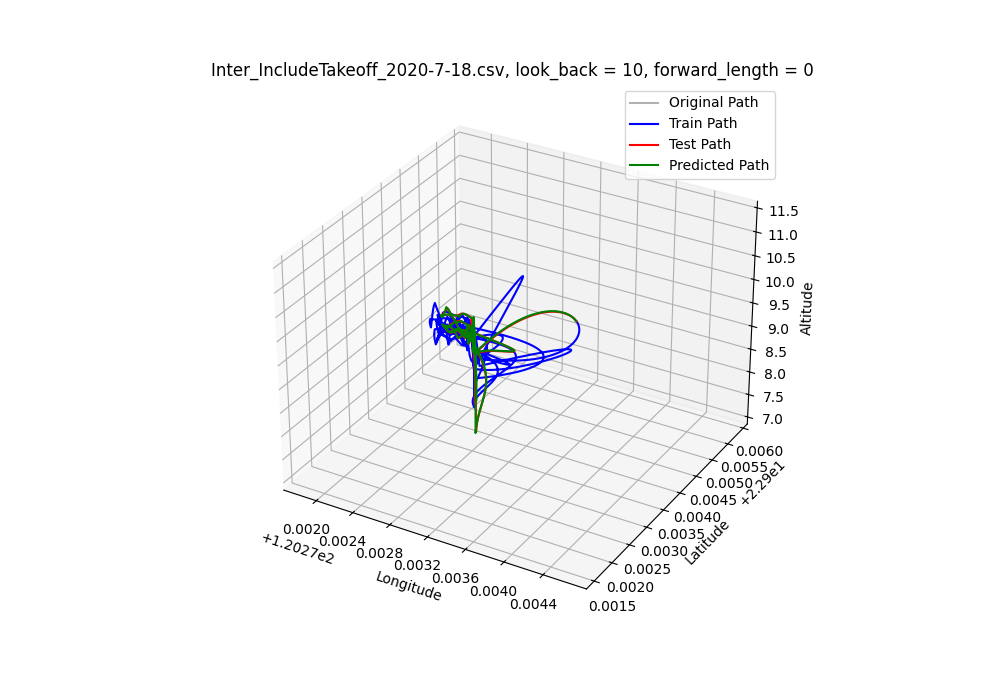 Inter_IncludeTakeoff_2020-7-18.csv, look_back = 10, forward_length = 0
Original Path
Train Path
Test Path
Predicted Path
11.5
11.0
10.5
10.0
9.5
9.0
8.5
8.0
7.5
7.0
Altitude
0.0060
0.0055
0.0050
0.0045
0.0040
0.0035
0.0030
0.0025
0.0020
0.0015
+2.29e1
Latitude
0.0020
0.0024
0.0028
0.0032
0.0036
0.0040
0.0044
+1.2027e2
Longitude